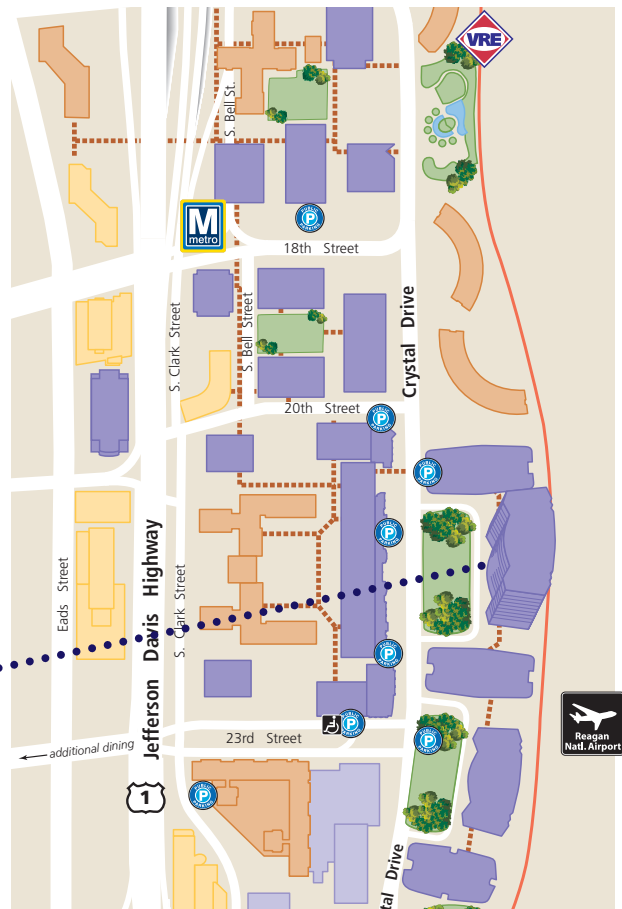 VRE
S. Bell St.
M
metro
PUBLIC
P
PARKING
18th Street
S. Clark Street
S. Bell Street
Crystal Drive
20th Street
PUBLIC
P
PARKING
PUBLIC
P
PARKING
PUBLIC
P
PARKING
Eads Street
Jefferson Davis Highway
S. Clark Street
PUBLIC
P
PARKING
PUBLIC
P
PARKING
23rd Street
PUBLIC
P
PARKING
additional dining
Reagan
Natl. Airport
1
PUBLIC
P
PARKING
tal Drive